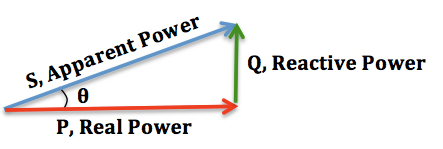 S, Apparent Power
Q, Reactive Power
θ
P, Real Power